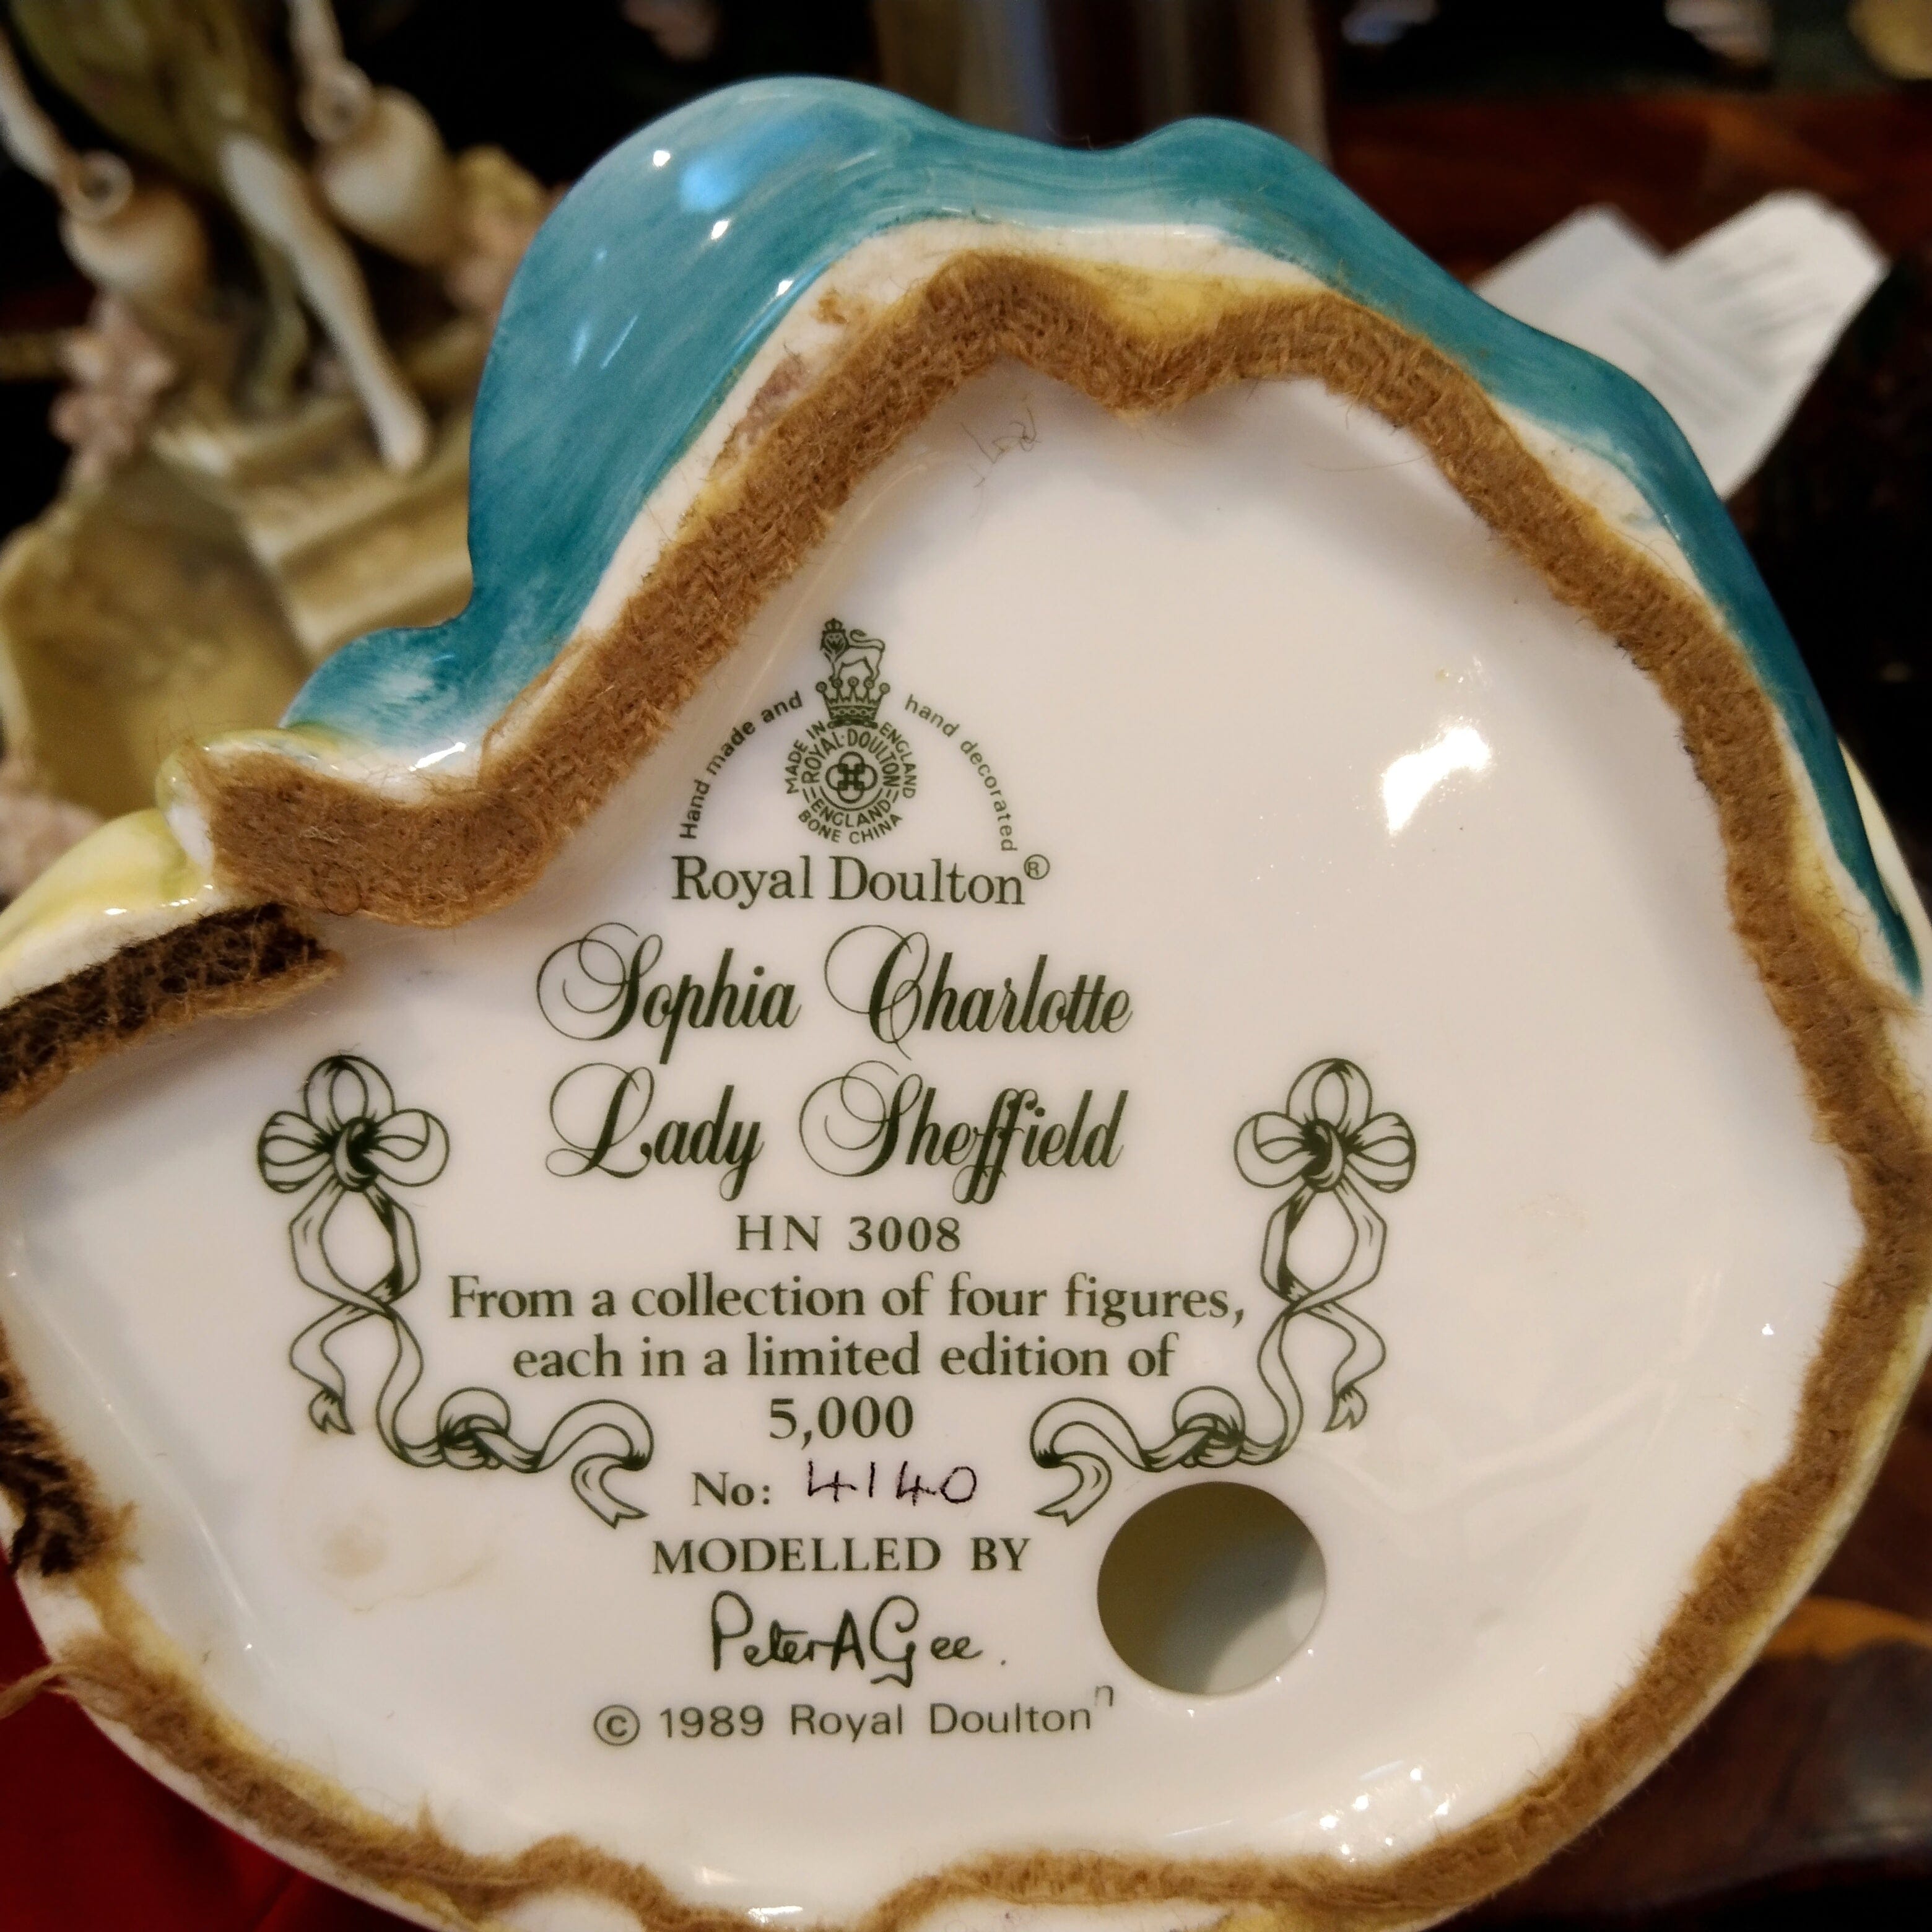 Hand made and hand decorated
MADE IN ENGLAND
ROYAL·DOULTON
ENGLAND
BONE CHINA
Royal Doulton®
Sophia Charlotte
Lady Sheffield
HN 3008
From a collection of four figures,
each in a limited edition of
5,000
No: 4140
MODELLED BY
Peter A Gee.
© 1989 Royal Doulton n